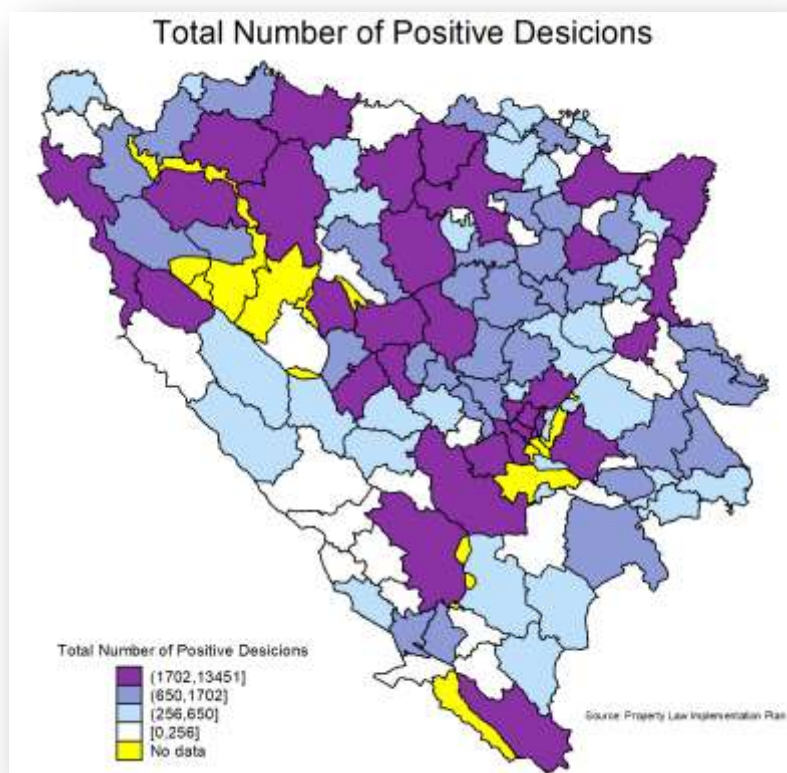 Total Number of Positive Desicions
Total Number of Positive Desicions
(1702,13451]
(650,1702]
(256,650]
[0,256]
No data
Source: Property Law Implementation Plan